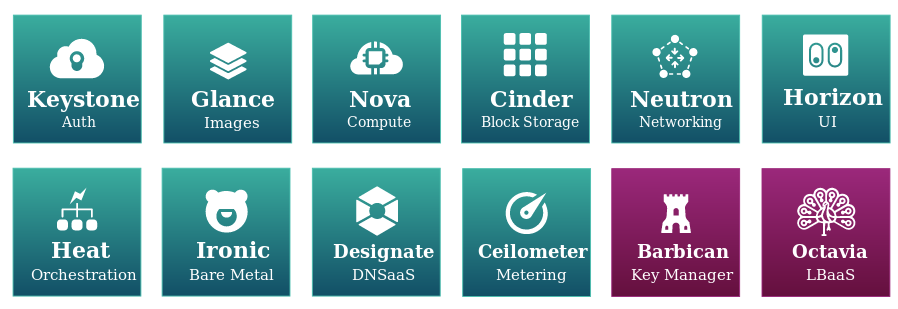 Keystone
Auth
Glance
Images
Nova
Compute
Cinder
Block Storage
Neutron
Networking
Horizon
UI
Heat
Orchestration
Ironic
Bare Metal
Designate
DNSaaS
Ceilometer
Metering
Barbican
Key Manager
Octavia
LBaaS